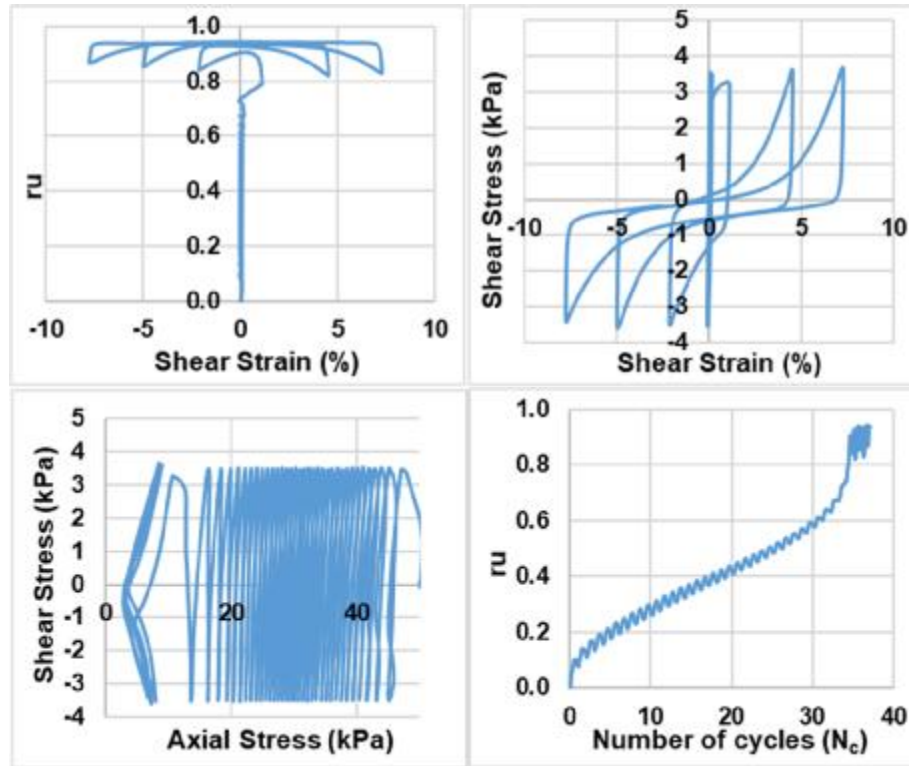 1.0
0.8
0.6
0.4
0.2
0.0
ru
-10 -5 0 5 10
Shear Strain (%)
5
4
3
2
1
0
-1
-2
-3
-4
Shear Stress (kPa)
-10 -5 0 5 10
Shear Strain (%)
5
4
3
2
1
0
-1
-2
-3
-4
Shear Stress (kPa)
0 20 40
Axial Stress (kPa)
1.0
0.8
0.6
0.4
0.2
0.0
ru
0 10 20 30 40
Number of cycles (Nc)